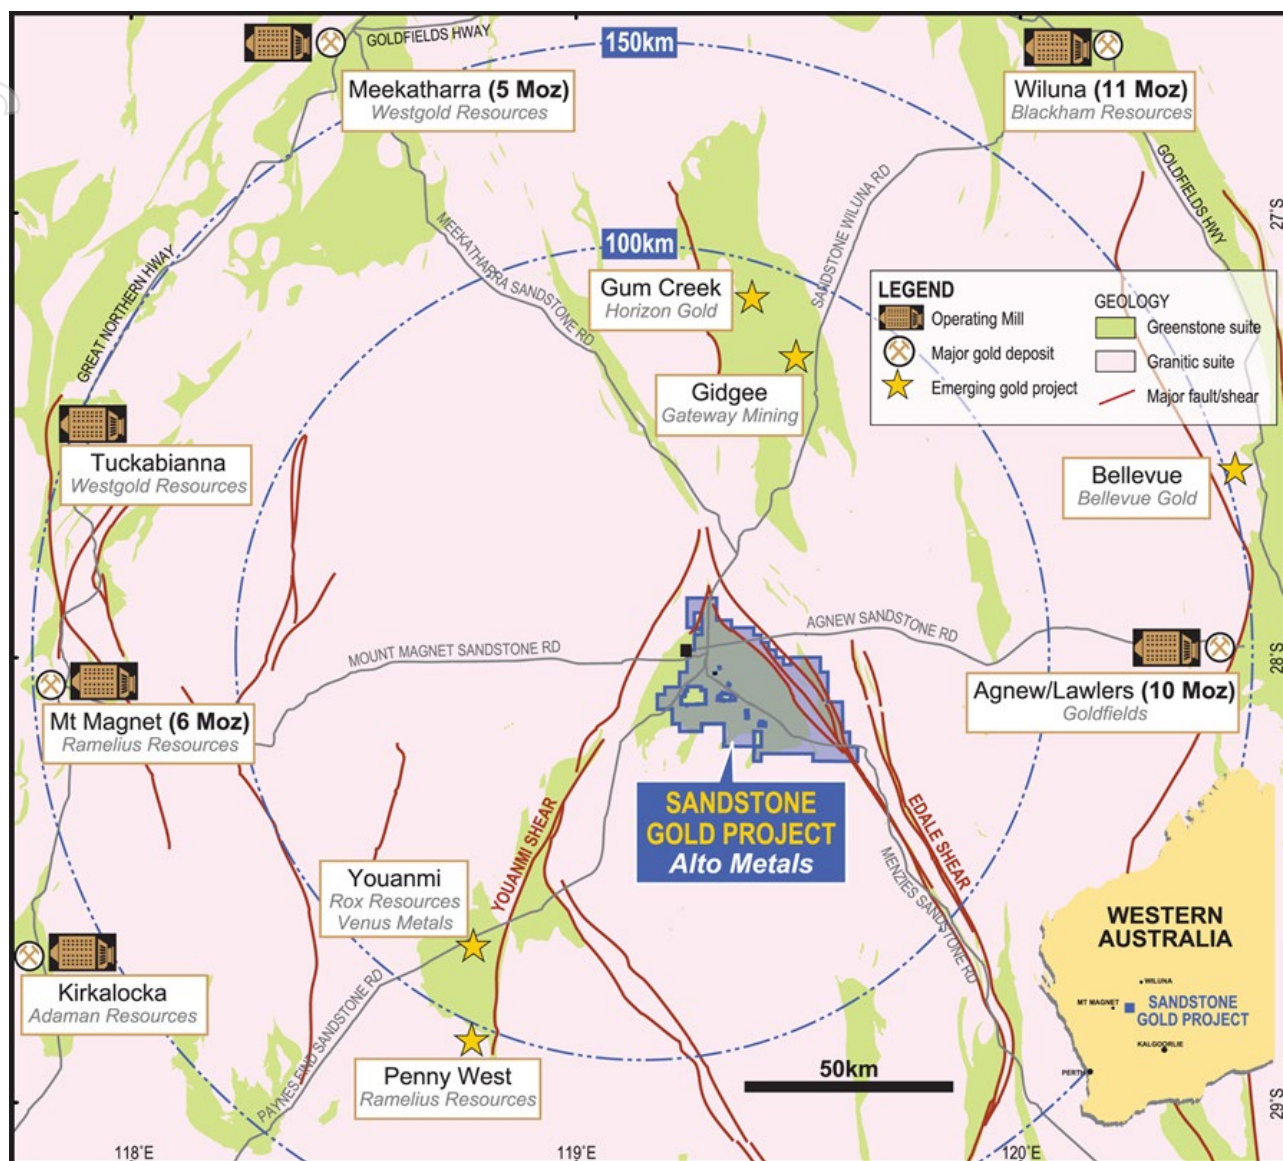 GOLDFIELDS HWAY
150km
Meekatharra (5 Moz)
Westgold Resources
Wiluna (11 Moz)
Blackham Resources
GOLDFIELDS HWY
27°S
GREAT NORTHERN HWAY
MEEKATHARRA SANDSTONE RD
SANDSTONE WILUNA RD
100km
Gum Creek
Horizon Gold
Gidgee
Gateway Mining
LEGEND
Operating Mill
Major gold deposit
Emerging gold project
GEOLOGY
Greenstone suite
Granitic suite
Major fault/shear
Tuckabianna
Westgold Resources
Bellevue
Bellevue Gold
MOUNT MAGNET SANDSTONE RD
AGNEW SANDSTONE RD
28°S
Mt Magnet (6 Moz)
Ramelius Resources
Agnew/Lawlers (10 Moz)
Goldfields
SANDSTONE
GOLD PROJECT
Alto Metals
YOUANMI SHEAR
EDALE SHEAR
MENZIES SANDSTONE RD
Youanmi
Rox Resources
Venus Metals
Kirkalocka
Adaman Resources
PAYNES FIND SANDSTONE RD
Penny West
Ramelius Resources
50km
WESTERN
AUSTRALIA
WILUNA
MT MAGNET
SANDSTONE
GOLD PROJECT
KALGOORLIE
PERTH
29°S
118°E
119°E
120°E